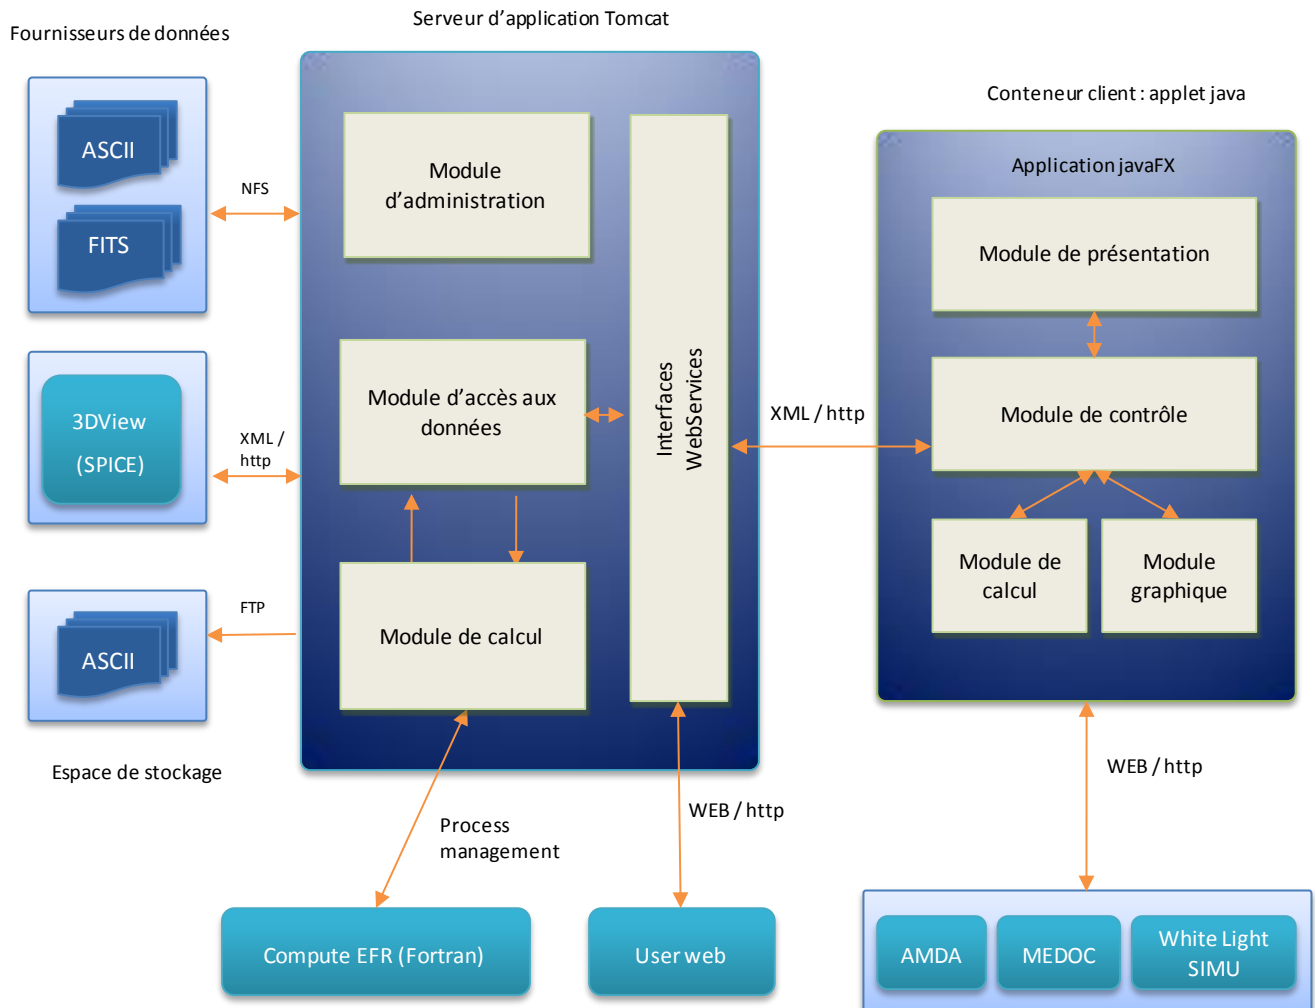 Serveur d'application Tomcat
Fournisseurs de données
ASCII
FITS
NFS
3DView
(SPICE)
XML /
http
ASCII
FTP
Espace de stockage
Module
d'administration
Module d'accès aux
données
Module de calcul
Interfaces
WebServices
XML / http
Conteneur client : applet java
Application javaFX
Module de présentation
Module de contrôle
Module de
calcul
Module
graphique
Process
management
WEB / http
WEB / http
Compute EFR (Fortran)
User web
AMDA
MEDOC
White Light
SIMU